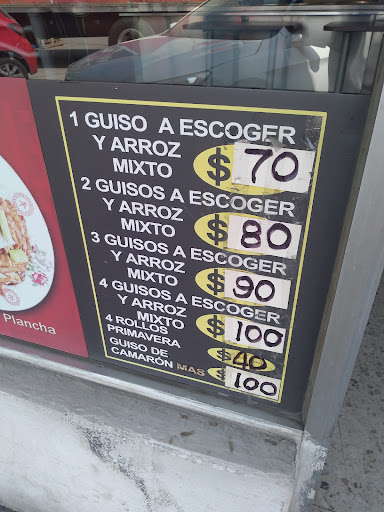 1 GUISO A ESCOGER
Y ARROZ
MIXTO $70
2 GUISOS A ESCOGER
Y ARROZ
MIXTO $80
3 GUISOS A ESCOGER
Y ARROZ
MIXTO $90
4 GUISOS A ESCOGER
Y ARROZ
MIXTO $100
4 ROLLOS
PRIMAVERA $40
GUISO DE
CAMARÓN MAS $100
Plancha